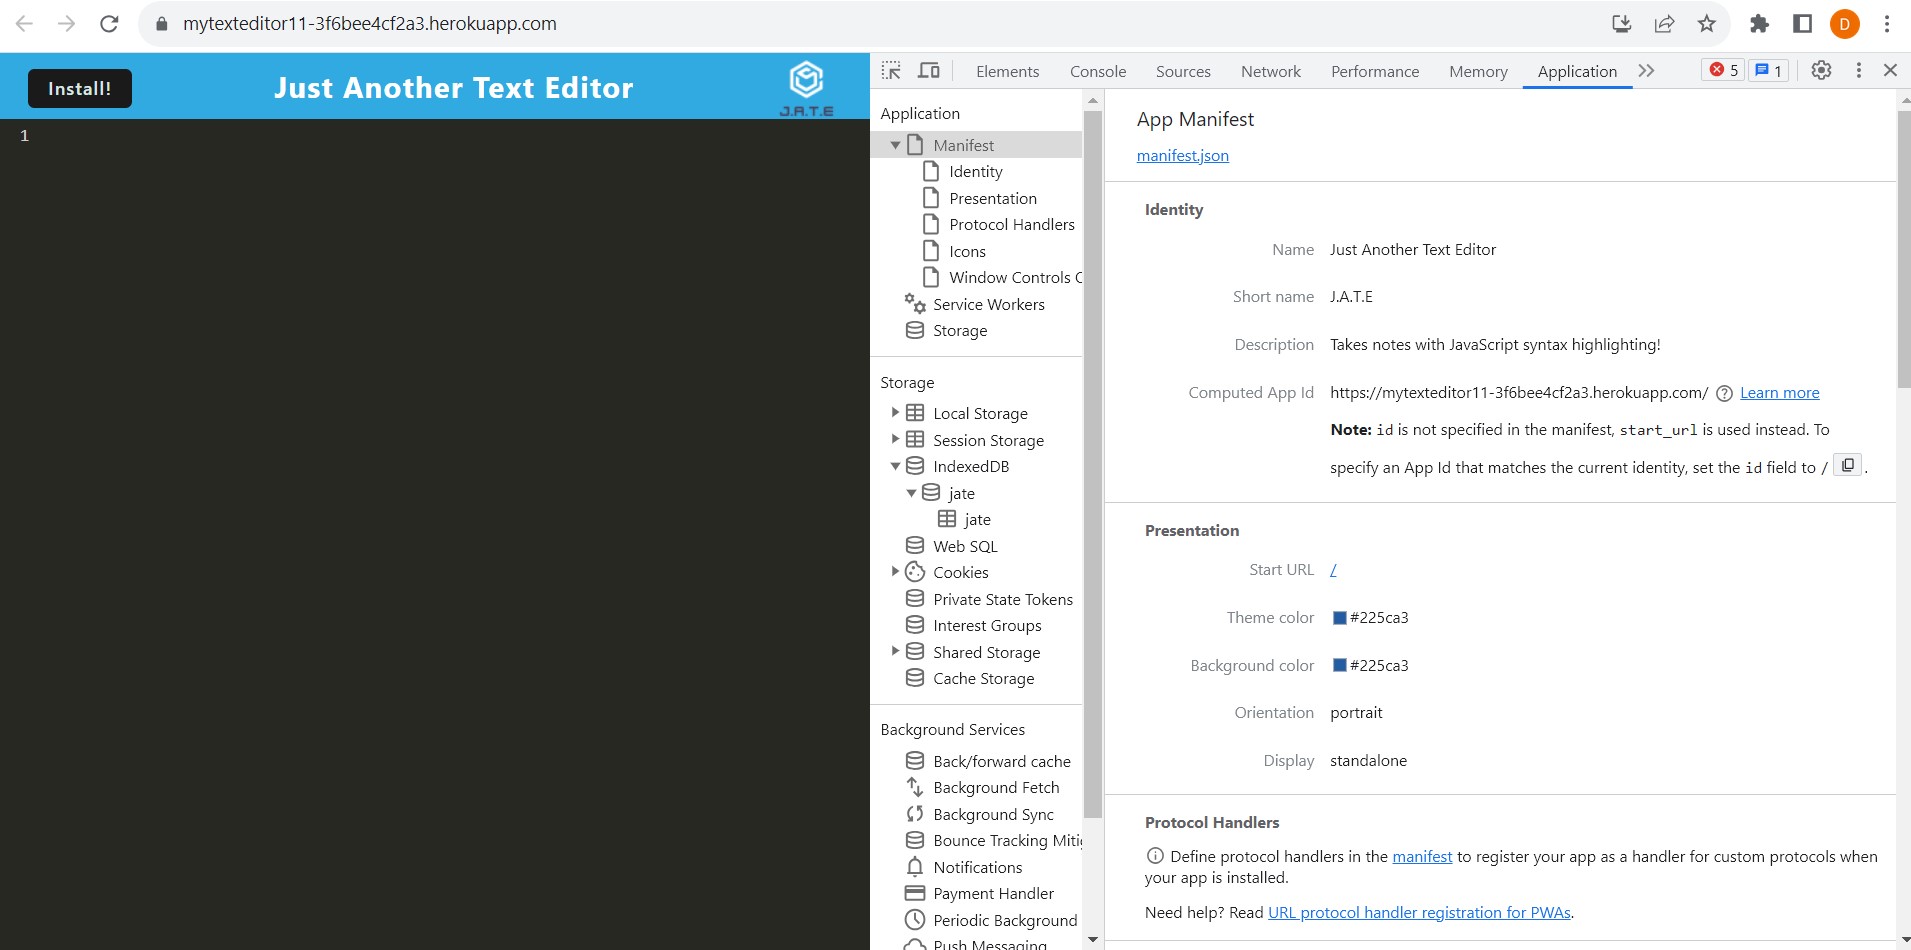 mytexteditor11-3f6bee4cf2a3.herokuapp.com
D
Install!
Just Another Text Editor
J.A.T.E
1
Elements Console Sources Network Performance Memory Application 5 1
Application
Manifest
Identity
Presentation
Protocol Handlers
Icons
Window Controls O
Service Workers
Storage
Storage
Local Storage
Session Storage
IndexedDB
jate
jate
Web SQL
Cookies
Private State Tokens
Interest Groups
Shared Storage
Cache Storage
Background Services
Back/forward cache
Background Fetch
Background Sync
Bounce Tracking Miti
Notifications
Payment Handler
Periodic Background
Push Messaging
App Manifest
manifest.json
Identity
Name Just Another Text Editor
Short name J.A.T.E
Description Takes notes with JavaScript syntax highlighting!
Computed App Id https://mytexteditor11-3f6bee4cf2a3.herokuapp.com/ Learn more
Note: id is not specified in the manifest, start_url is used instead. To
specify an App Id that matches the current identity, set the id field to / .
Presentation
Start URL /
Theme color #225ca3
Background color #225ca3
Orientation portrait
Display standalone
Protocol Handlers
Define protocol handlers in the manifest to register your app as a handler for custom protocols when
your app is installed.
Need help? Read URL protocol handler registration for PWAs.